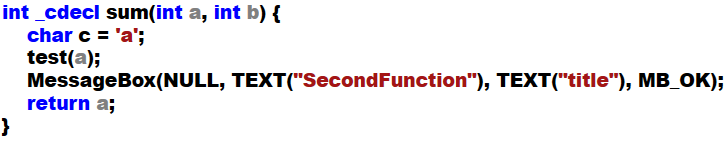 int _cdecl sum(int a, int b) {
char c = 'a';
test(a);
MessageBox(NULL, TEXT("SecondFunction"), TEXT("title"), MB_OK);
return a;
}